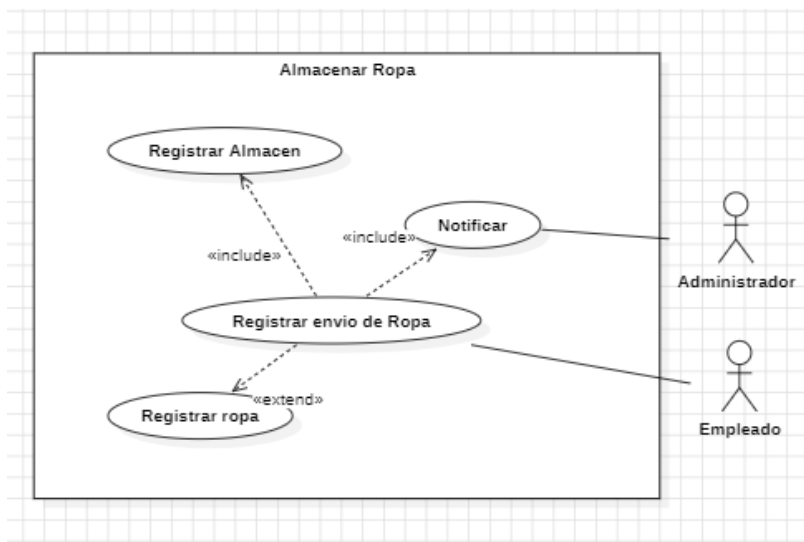 Almacenar Ropa
Registrar Almacen
Notificar
«include»
«include»
Administrador
Registrar envio de Ropa
«extend»
Registrar ropa
Empleado